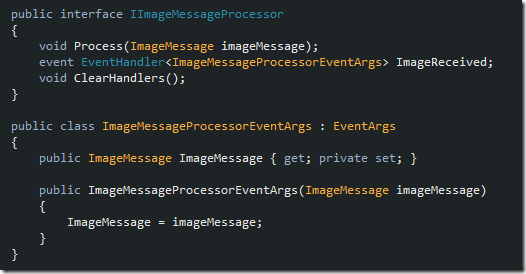 public interface IImageMessageProcessor
{
    void Process(ImageMessage imageMessage);
    event EventHandler<ImageMessageProcessorEventArgs> ImageReceived;
    void ClearHandlers();
}
public class ImageMessageProcessorEventArgs : EventArgs
{
    public ImageMessage ImageMessage { get; private set; }
    public ImageMessageProcessorEventArgs(ImageMessage imageMessage)
    {
        ImageMessage = imageMessage;
    }
}